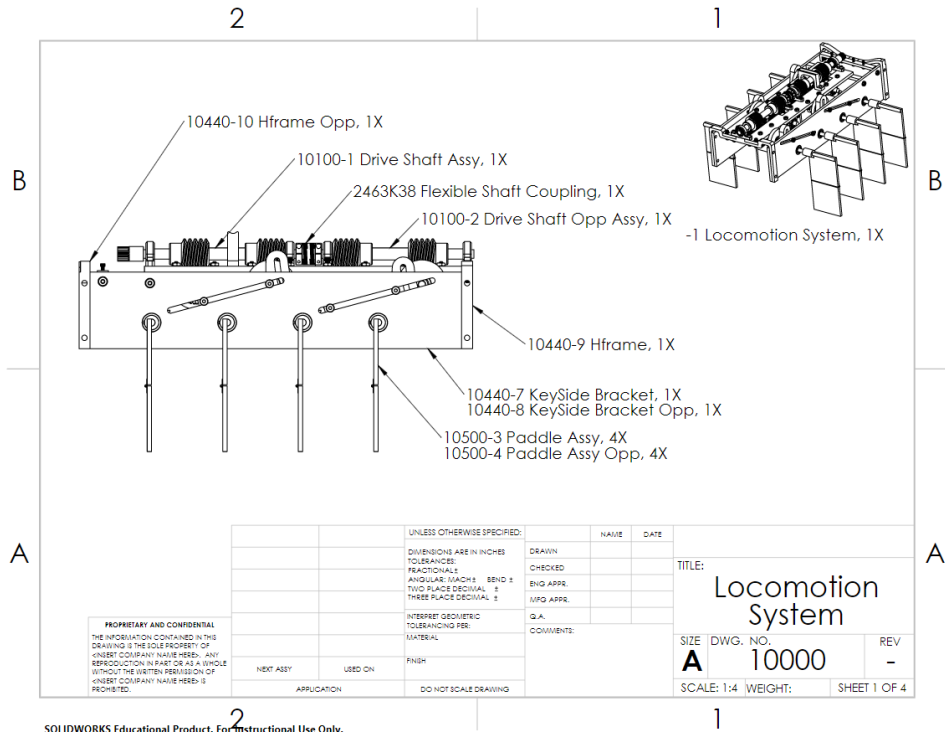 2
1
B
B
10440-10 Hframe Opp, 1X
10100-1 Drive Shaft Assy, 1X
2463K38 Flexible Shaft Coupling, 1X
10100-2 Drive Shaft Opp Assy, 1X
-1 Locomotion System, 1X
10440-9 Hframe, 1X
10440-7 KeySide Bracket, 1X
10440-8 KeySide Bracket Opp, 1X
10500-3 Paddle Assy, 4X
10500-4 Paddle Assy Opp, 4X
A
A
PROPRIETARY AND CONFIDENTIAL
THE INFORMATION CONTAINED IN THIS
DRAWING IS THE SOLE PROPERTY OF
<INSERT COMPANY NAME HERE>. ANY
REPRODUCTION IN PART OR AS A WHOLE
WITHOUT THE WRITTEN PERMISSION OF
<INSERT COMPANY NAME HERE> IS
PROHIBITED.
NEXT ASSY
USED ON
APPLICATION
UNLESS OTHERWISE SPECIFIED:
DIMENSIONS ARE IN INCHES
TOLERANCES:
FRACTIONAL±
ANGULAR: MACH± BEND ±
TWO PLACE DECIMAL ±
THREE PLACE DECIMAL ±
INTERPRET GEOMETRIC
TOLERANCING PER:
MATERIAL
FINISH
DO NOT SCALE DRAWING
NAME
DATE
DRAWN
CHECKED
ENG APPR.
MFG APPR.
Q.A.
COMMENTS:
TITLE:
Locomotion
System
SIZE
A
DWG. NO.
10000
REV
-
SCALE: 1:4
WEIGHT:
SHEET 1 OF 4
2
1
SOLIDWORKS Educational Product. For Instructional Use Only.